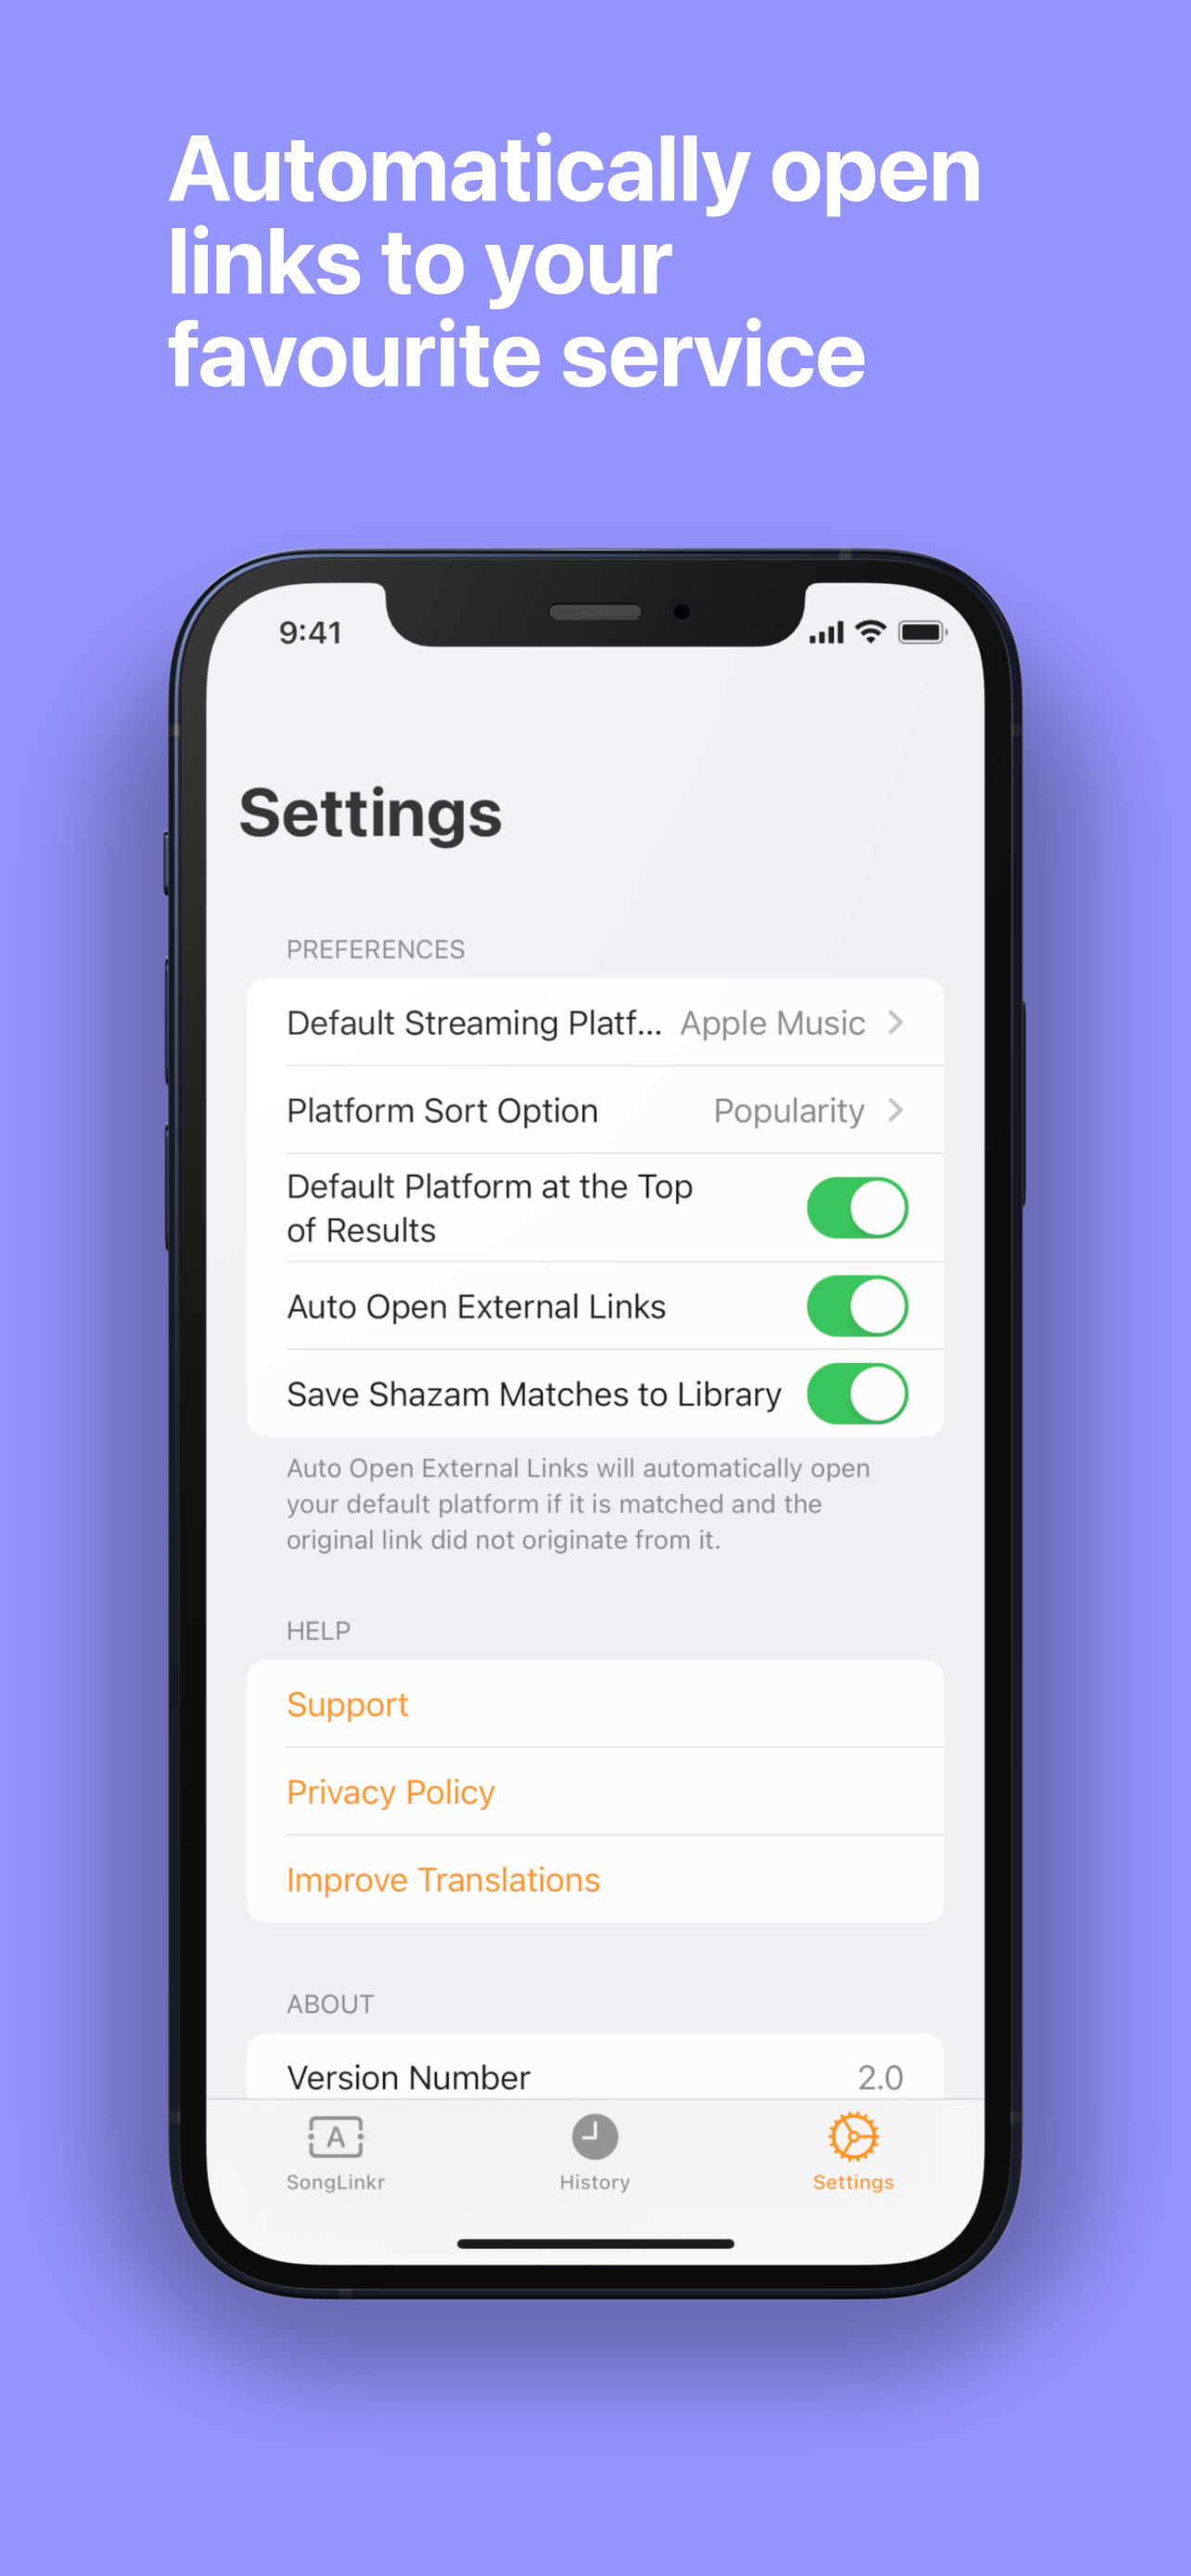 Automatically open
links to your
favourite service
9:41
Settings
PREFERENCES
Default Streaming Platf... Apple Music
Platform Sort Option Popularity
Default Platform at the Top
of Results
Auto Open External Links
Save Shazam Matches to Library
Auto Open External Links will automatically open
your default platform if it is matched and the
original link did not originate from it.
HELP
Support
Privacy Policy
Improve Translations
ABOUT
Version Number 2.0
A
SongLinkr History Settings